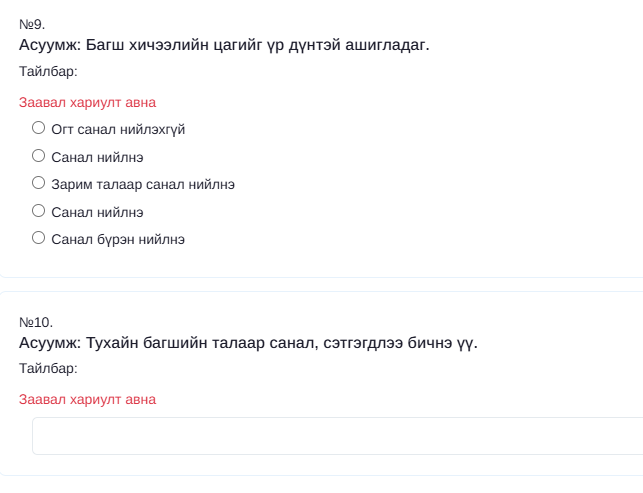 №9.
Асуумж: Багш хичээлийн цагийг үр дүнтэй ашигладаг.
Тайлбар:
Заавал хариулт авна
Огт санал нийлэхгүй
Санал нийлнэ
Зарим талаар санал нийлнэ
Санал нийлнэ
Санал бүрэн нийлнэ
№10.
Асуумж: Тухайн багшийн талаар санал, сэтгэгдлээ бичнэ үү.
Тайлбар:
Заавал хариулт авна